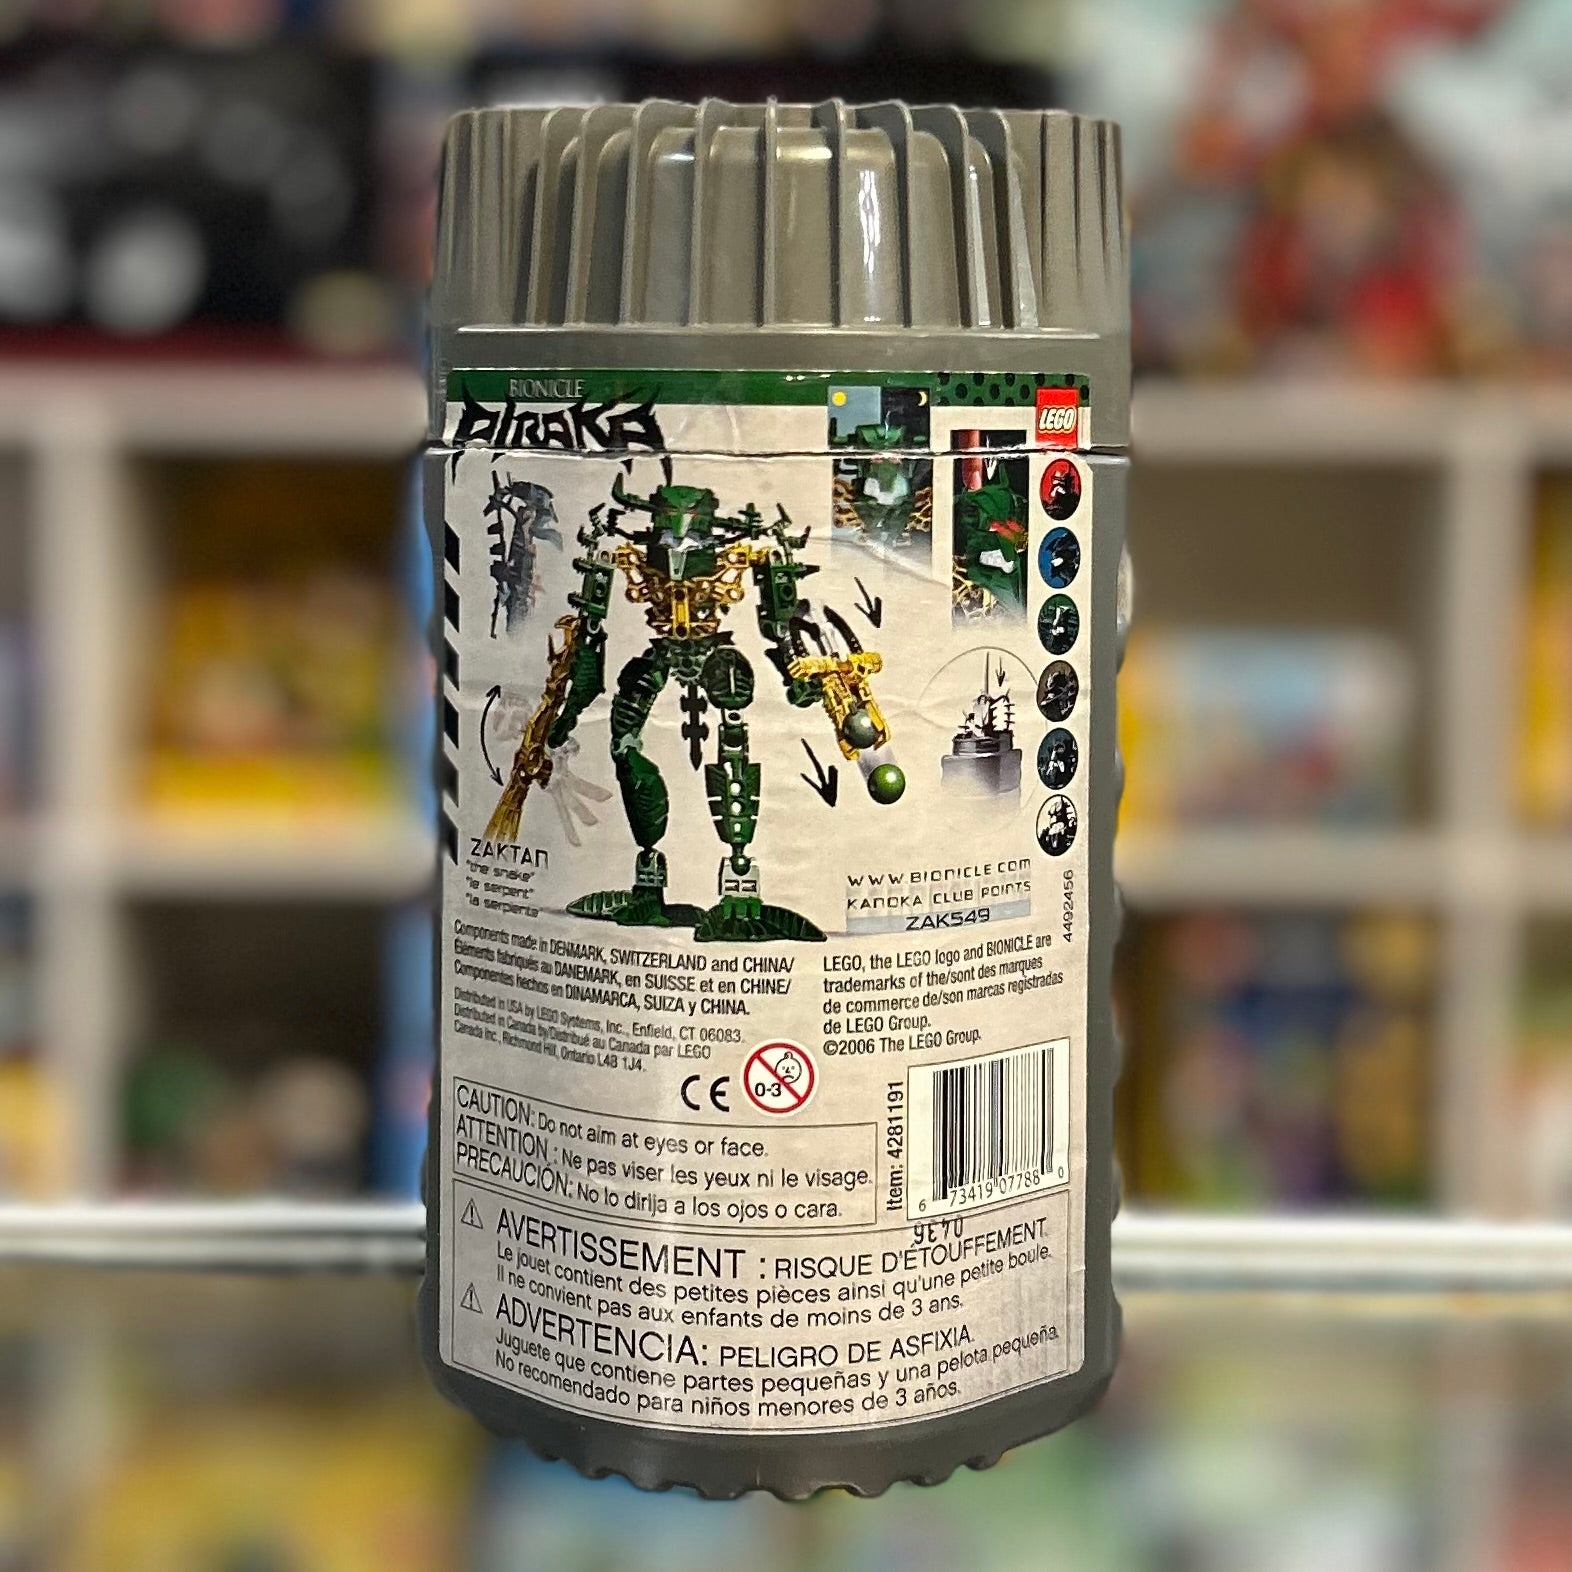 BIONICLE
PIRAKA
LEGO
ZAKTAN
"the snake"
"le serpent"
"la serpiente"
WWW.BIONICLE.COM
KANOKA CLUB POINTS
ZAK549
4492456
Components made in DENMARK, SWITZERLAND and CHINA/
Éléments fabriqués au DANEMARK, en SUISSE et en CHINE/
Componentes hechos en DINAMARCA, SUIZA y CHINA.
Distributed in USA by LEGO Systems, Inc., Enfield, CT 06083.
Distributed in Canada by/Distribué au Canada par LEGO
Canada Inc., Richmond Hill, Ontario L4B 1J4.
LEGO, the LEGO logo and BIONICLE are
trademarks of the/sont des marques
de commerce de/son marcas registradas
de LEGO Group.
©2006 The LEGO Group.
CE
0-3
CAUTION: Do not aim at eyes or face.
ATTENTION : Ne pas viser les yeux ni le visage.
PRECAUCIÓN: No lo dirija a los ojos o cara.
Item: 4281191
6 73419 07788 0
0436
AVERTISSEMENT : RISQUE D'ÉTOUFFEMENT.
Le jouet contient des petites pièces ainsi qu'une petite boule.
Il ne convient pas aux enfants de moins de 3 ans.
ADVERTENCIA: PELIGRO DE ASFIXIA.
Juguete que contiene partes pequeñas y una pelota pequeña.
No recomendado para niños menores de 3 años.